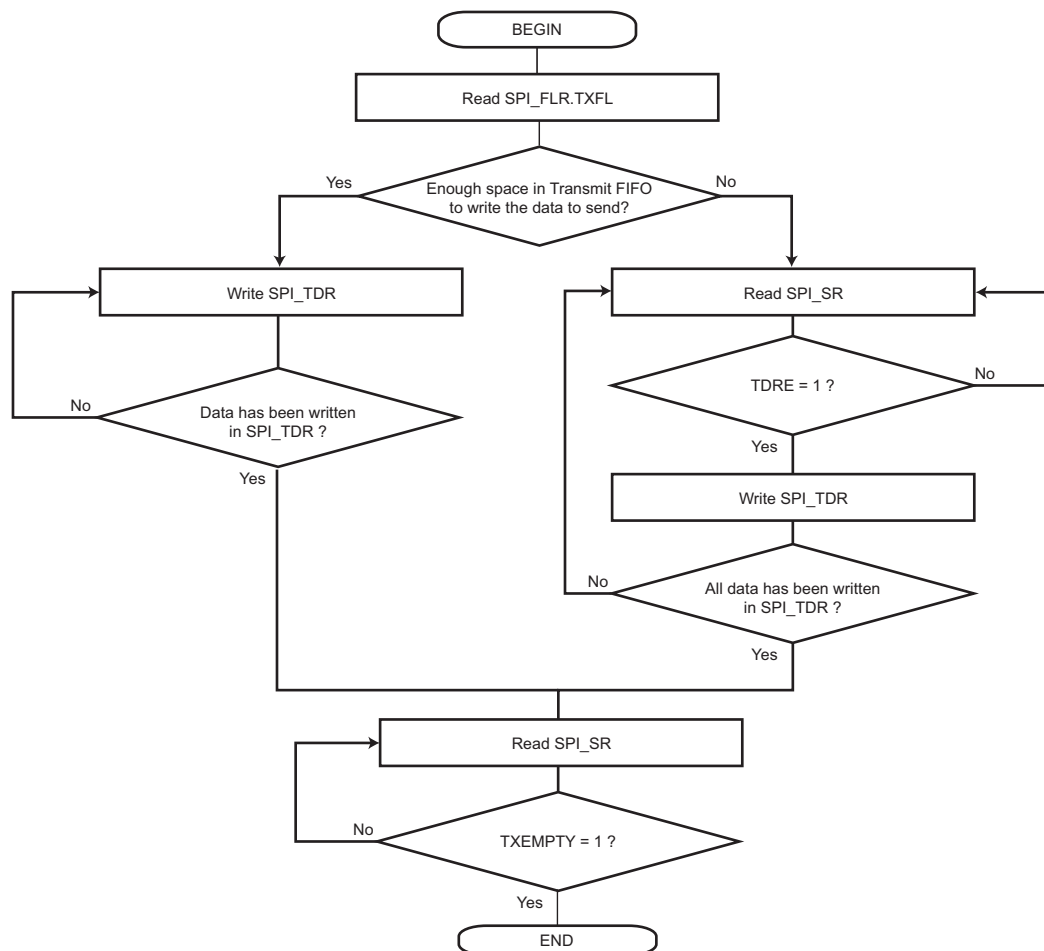 BEGIN
Read SPI_FLR.TXFL
Yes
Enough space in Transmit FIFO
to write the data to send?
No
Write SPI_TDR
Read SPI_SR
No
Data has been written
in SPI_TDR ?
Yes
TDRE = 1 ?
No
Yes
Write SPI_TDR
No
All data has been written
in SPI_TDR ?
Yes
Read SPI_SR
No
TXEMPTY = 1 ?
Yes
END